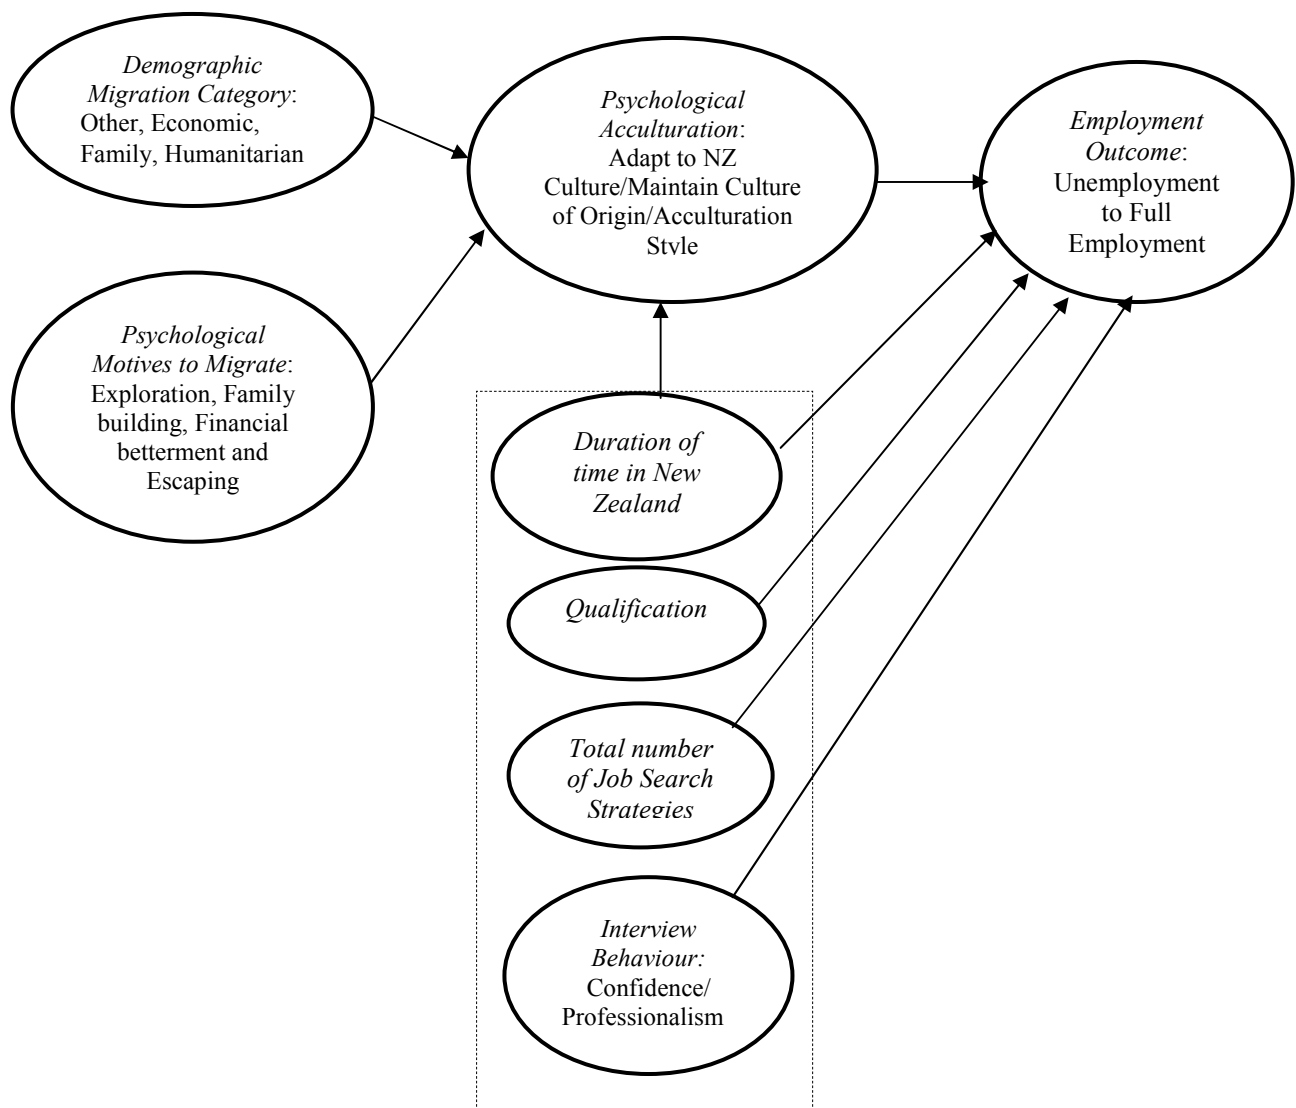 Demographic
Migration Category:
Other, Economic,
Family, Humanitarian
Psychological
Acculturation:
Adapt to NZ
Culture/Maintain Culture
of Origin/Acculturation
Style
Employment
Outcome:
Unemployment
to Full
Employment
Psychological
Motives to Migrate:
Exploration, Family
building, Financial
betterment and
Escaping
Duration of
time in New
Zealand
Qualification
Total number
of Job Search
Strategies
Interview
Behaviour:
Confidence/
Professionalism